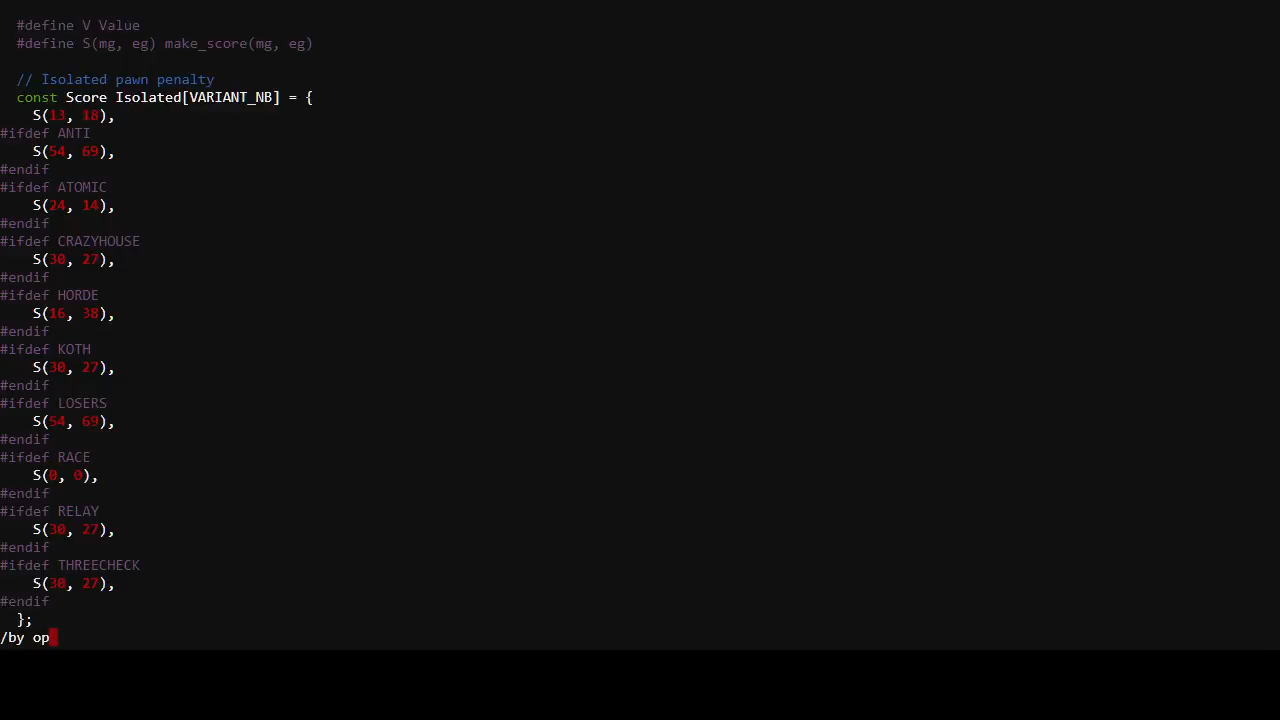 #define V Value
#define S(mg, eg) make_score(mg, eg)
// Isolated pawn penalty
const Score Isolated[VARIANT_NB] = {
S(13, 18),
#ifdef ANTI
S(54, 69),
#endif
#ifdef ATOMIC
S(24, 14),
#endif
#ifdef CRAZYHOUSE
S(30, 27),
#endif
#ifdef HORDE
S(16, 38),
#endif
#ifdef KOTH
S(30, 27),
#endif
#ifdef LOSERS
S(54, 69),
#endif
#ifdef RACE
S(0, 0),
#endif
#ifdef RELAY
S(30, 27),
#endif
#ifdef THREECHECK
S(30, 27),
#endif
};
/by op